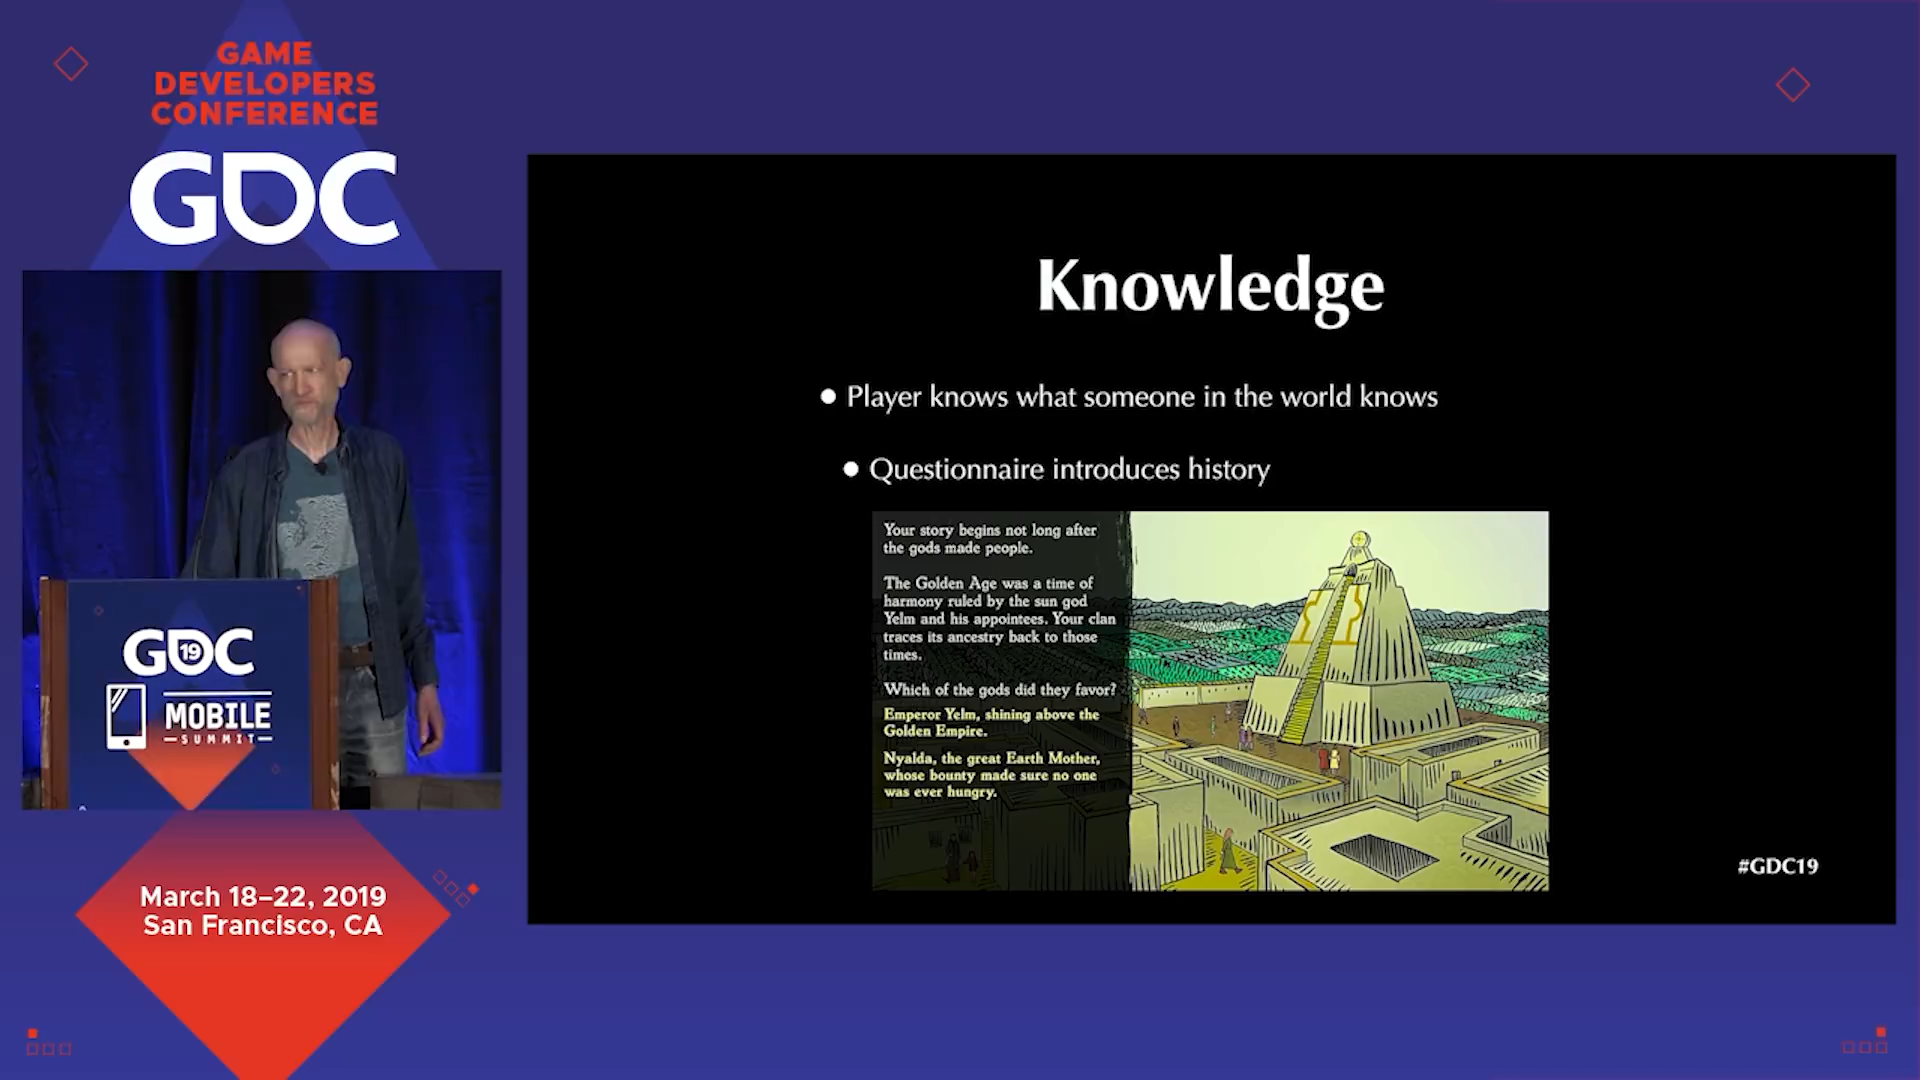 GAME
DEVELOPERS
CONFERENCE
GDC
GDC
19
MOBILE
SUMMIT
March 18–22, 2019
San Francisco, CA
Knowledge
• Player knows what someone in the world knows
• Questionnaire introduces history
Your story begins not long after
the gods made people.
The Golden Age was a time of
harmony ruled by the sun god
Yelm and his appointees. Your clan
traces its ancestry back to those
times.
Which of the gods did they favor?
Emperor Yelm, shining above the
Golden Empire.
Nyalda, the great Earth Mother,
whose bounty made sure no one
was ever hungry.
#GDC19